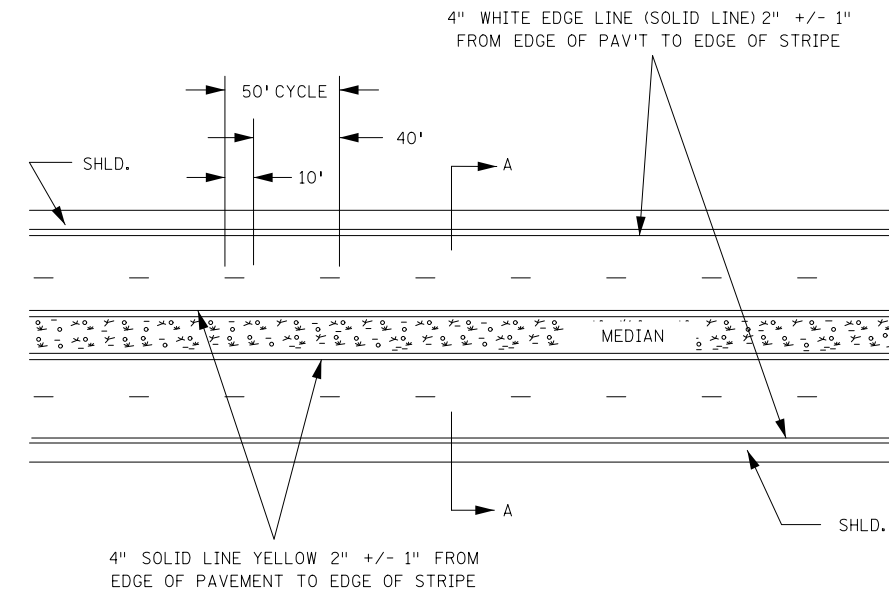 4" WHITE EDGE LINE (SOLID LINE) 2" +/- 1"
FROM EDGE OF PAV'T TO EDGE OF STRIPE
50' CYCLE
40'
10'
SHLD.
A
MEDIAN
A
SHLD.
4" SOLID LINE YELLOW 2" +/- 1" FROM
EDGE OF PAVEMENT TO EDGE OF STRIPE